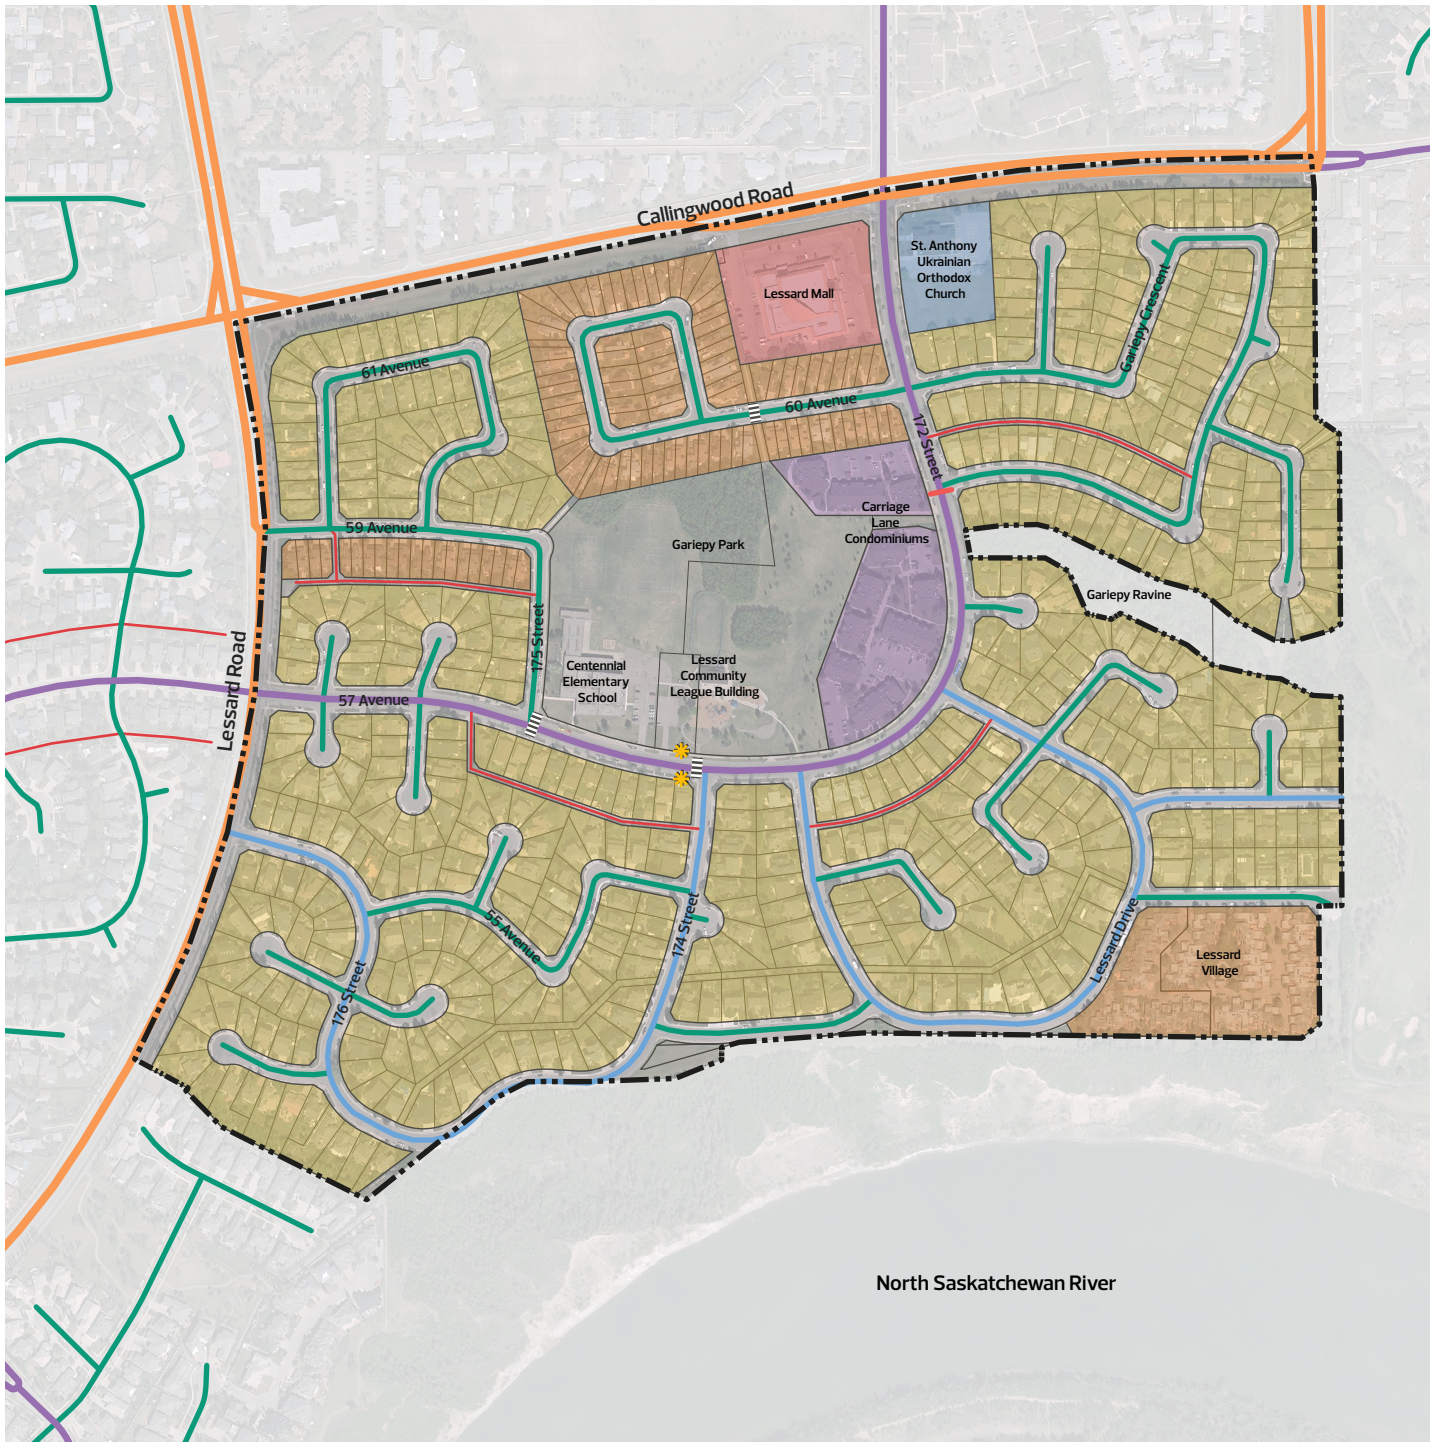 Callingwood Road
St. Anthony
Ukrainian
Orthodox
Church
Lessard Mall
Gariepy Crescent
61 Avenue
60 Avenue
172 Street
59 Avenue
Carriage
Lane
Condominiums
Gariepy Park
Gariepy Ravine
175 Street
Lessard Road
Centennial
Elementary
School
Lessard
Community
League Building
57 Avenue
55 Avenue
174 Street
Lessard Drive
Lessard
Village
176 Street
North Saskatchewan River